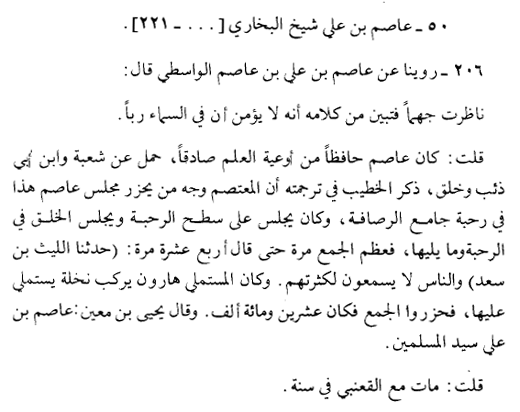 ٥٠ ـ عاصم بن علي شيخ البخاري [... ـ ٢٢١].
٢٠٦ ـ روينا عن عاصم بن علي بن عاصم الواسطي قال:
ناظرت جهماً فتبين من كلامه أنه لا يؤمن أن في السماء رباً.
قلت: كان عاصم حافظاً من أوعية العلم صادقاً، حمل عن شعبة وابن أبي
ذئب وخلق، ذكر الخطيب في ترجمته أن المعتصم وجه من يحزر مجلس عاصم هذا
في رحبة جامع الرصافة، وكان يجلس على سطح الرحبة ويجلس الخلق في
الرحبة وما يليها، فعظم الجمع مرة حتى قال أربع عشرة مرة: (حدثنا الليث بن
سعد) والناس لا يسمعون لكثرتهم. وكان المستملي هارون يركب نخلة يستملي
عليها، فحزروا الجمع فكان عشرين ومائة ألف. وقال يحيى بن معين: عاصم بن
علي سيد المسلمين.
قلت: مات مع القعنبي في سنة.